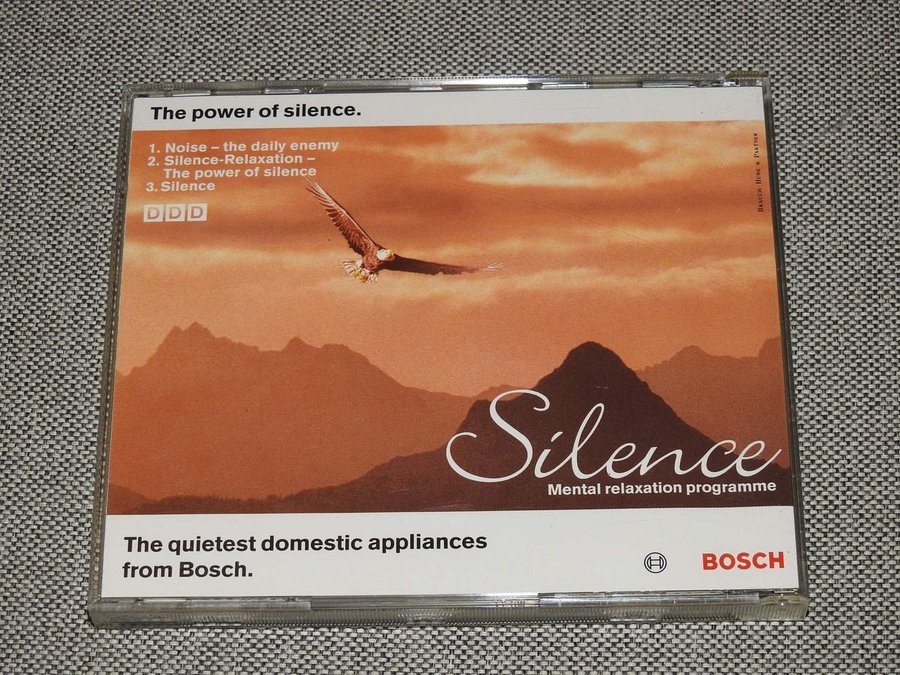 The power of silence.
1. Noise – the daily enemy
2. Silence-Relaxation –
The power of silence
3. Silence
DDD
Silence
Mental relaxation programme
The quietest domestic appliances
from Bosch.
BOSCH